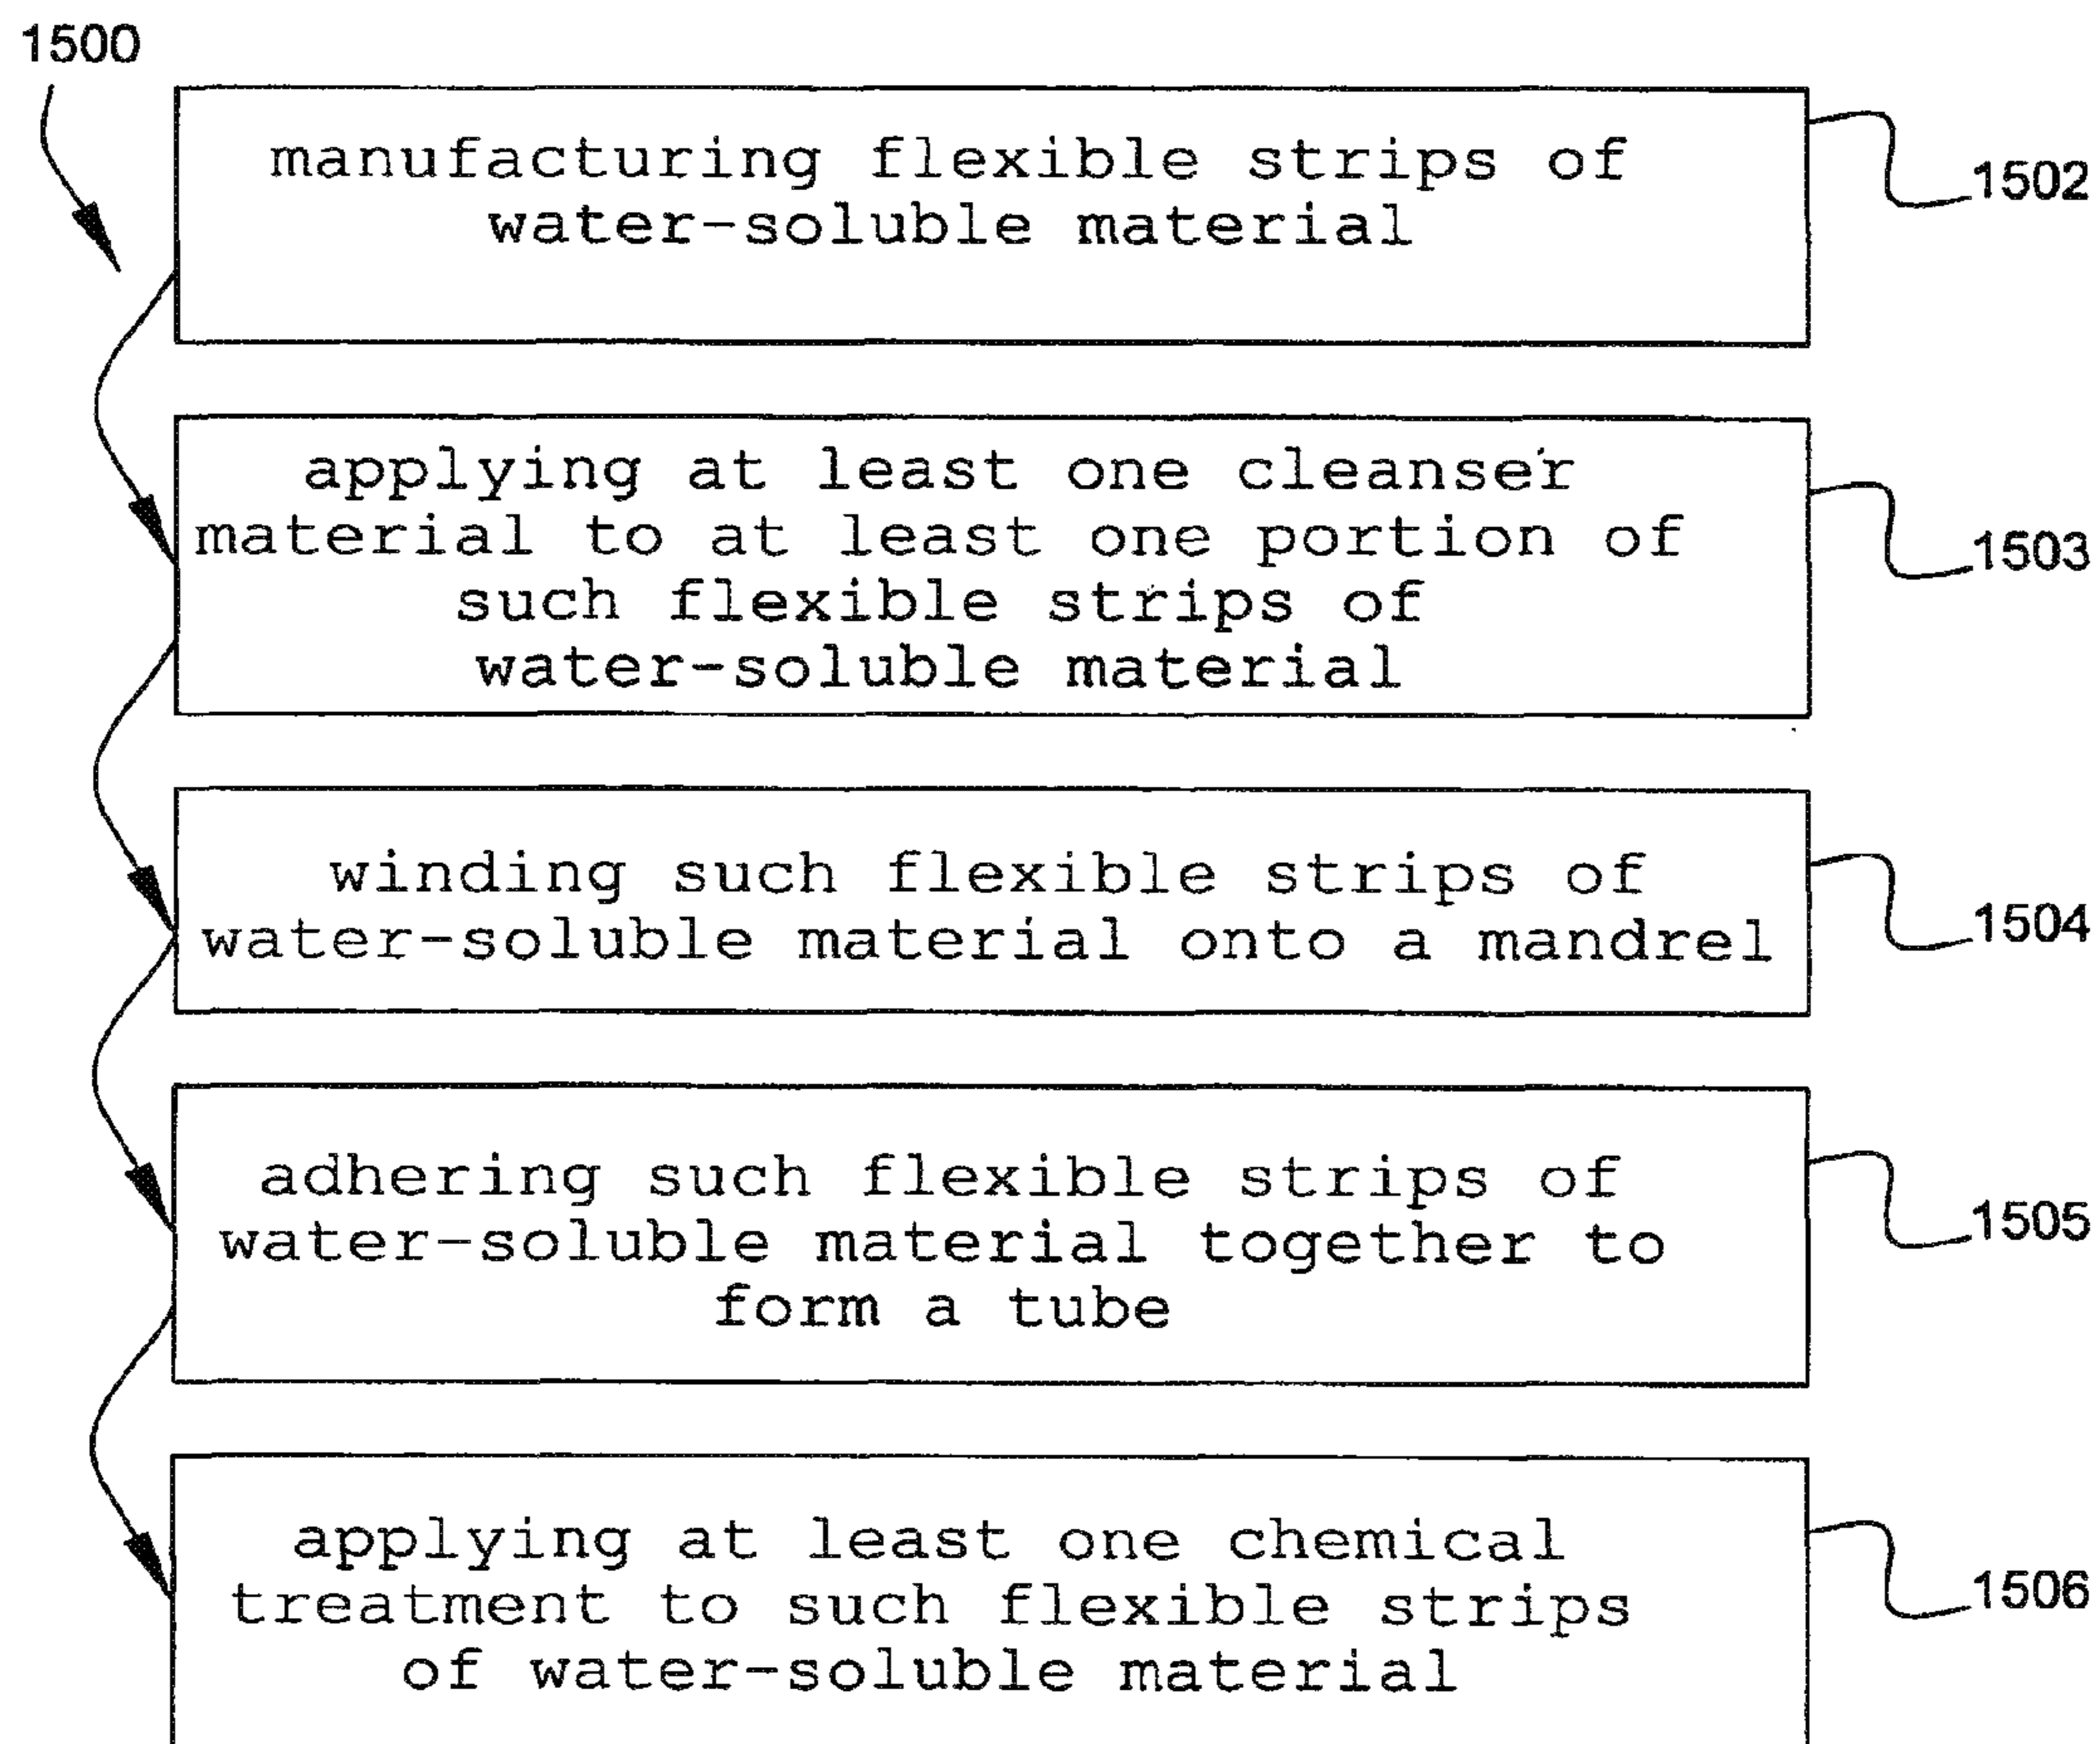 1500
manufacturing flexible strips of
water-soluble material
1502
applying at least one cleanser
material to at least one portion of
such flexible strips of
water-soluble material
1503
winding such flexible strips of
water-soluble material onto a mandrel
1504
adhering such flexible strips of
water-soluble material together to
form a tube
1505
applying at least one chemical
treatment to such flexible strips
of water-soluble material
1506